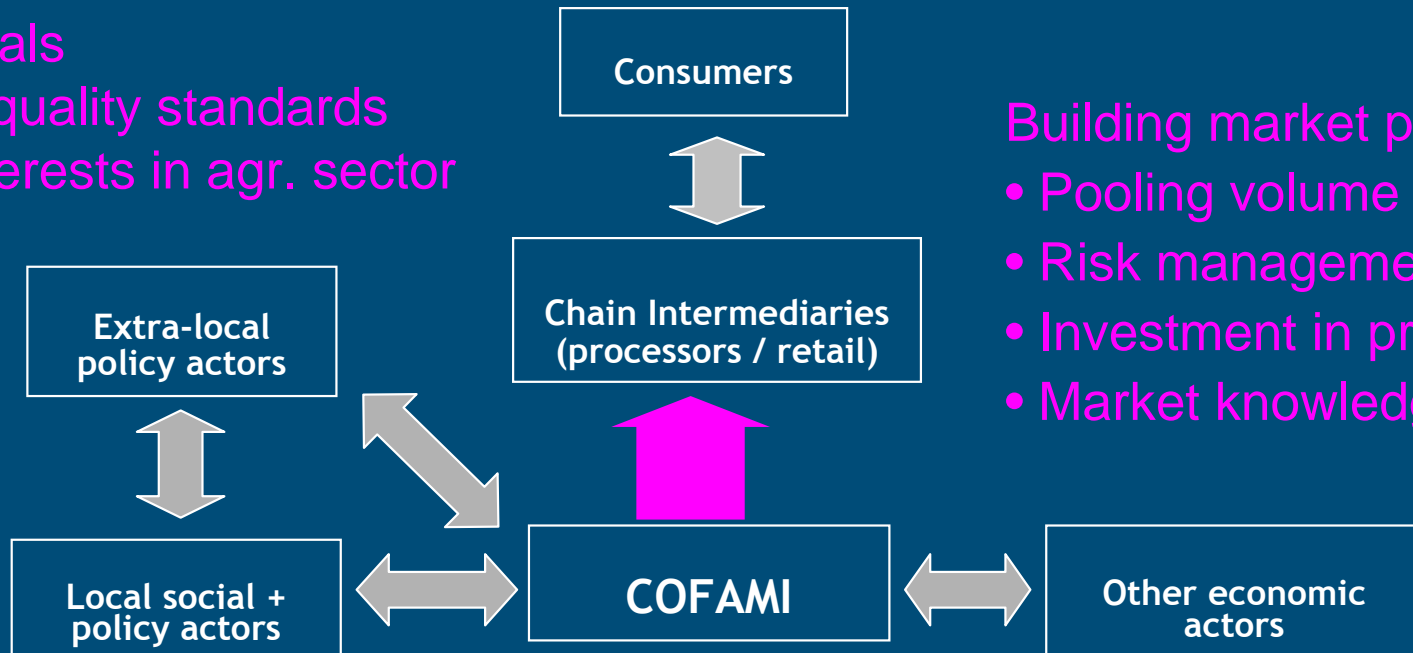 als
quality standards
erests in agr. sector
Consumers
Building market p
• Pooling volume
• Risk manageme
• Investment in pr
• Market knowledg
Extra-local
policy actors
Chain Intermediaries
(processors / retail)
Local social +
policy actors
COFAMI
Other economic
actors